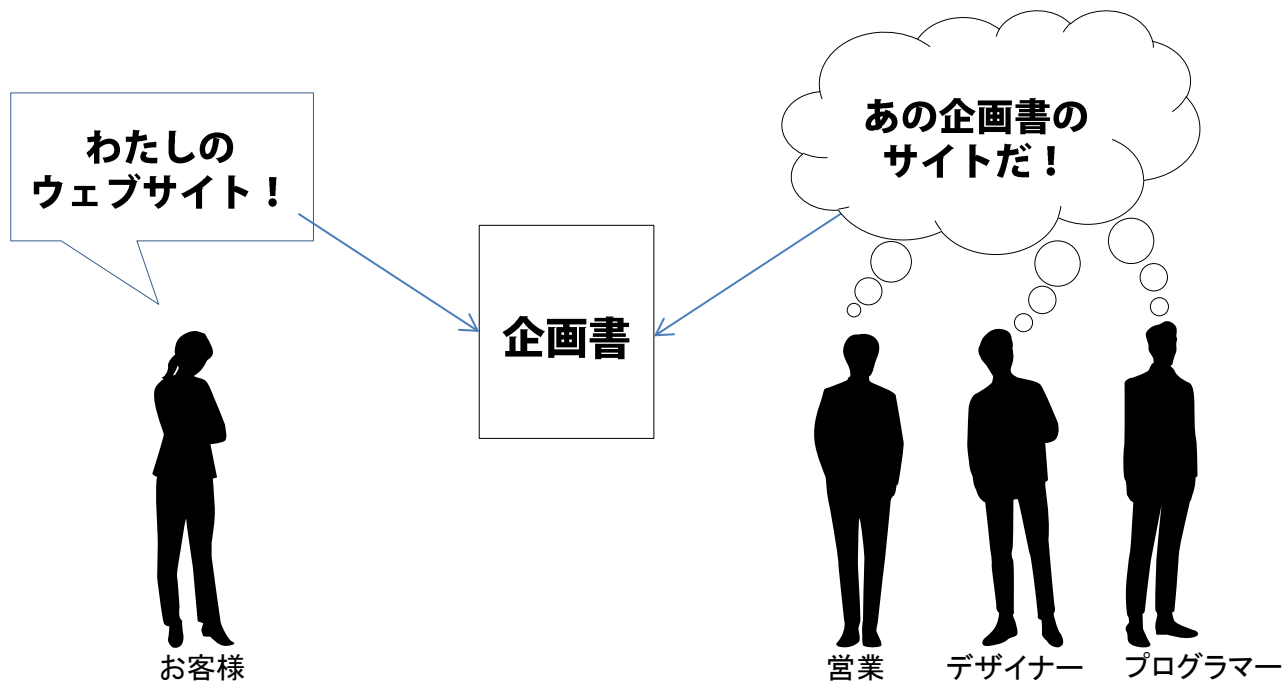 わたしの
ウェブサイト！
あの企画書の
サイトだ！
企画書
お客様
営業
デザイナー
プログラマー